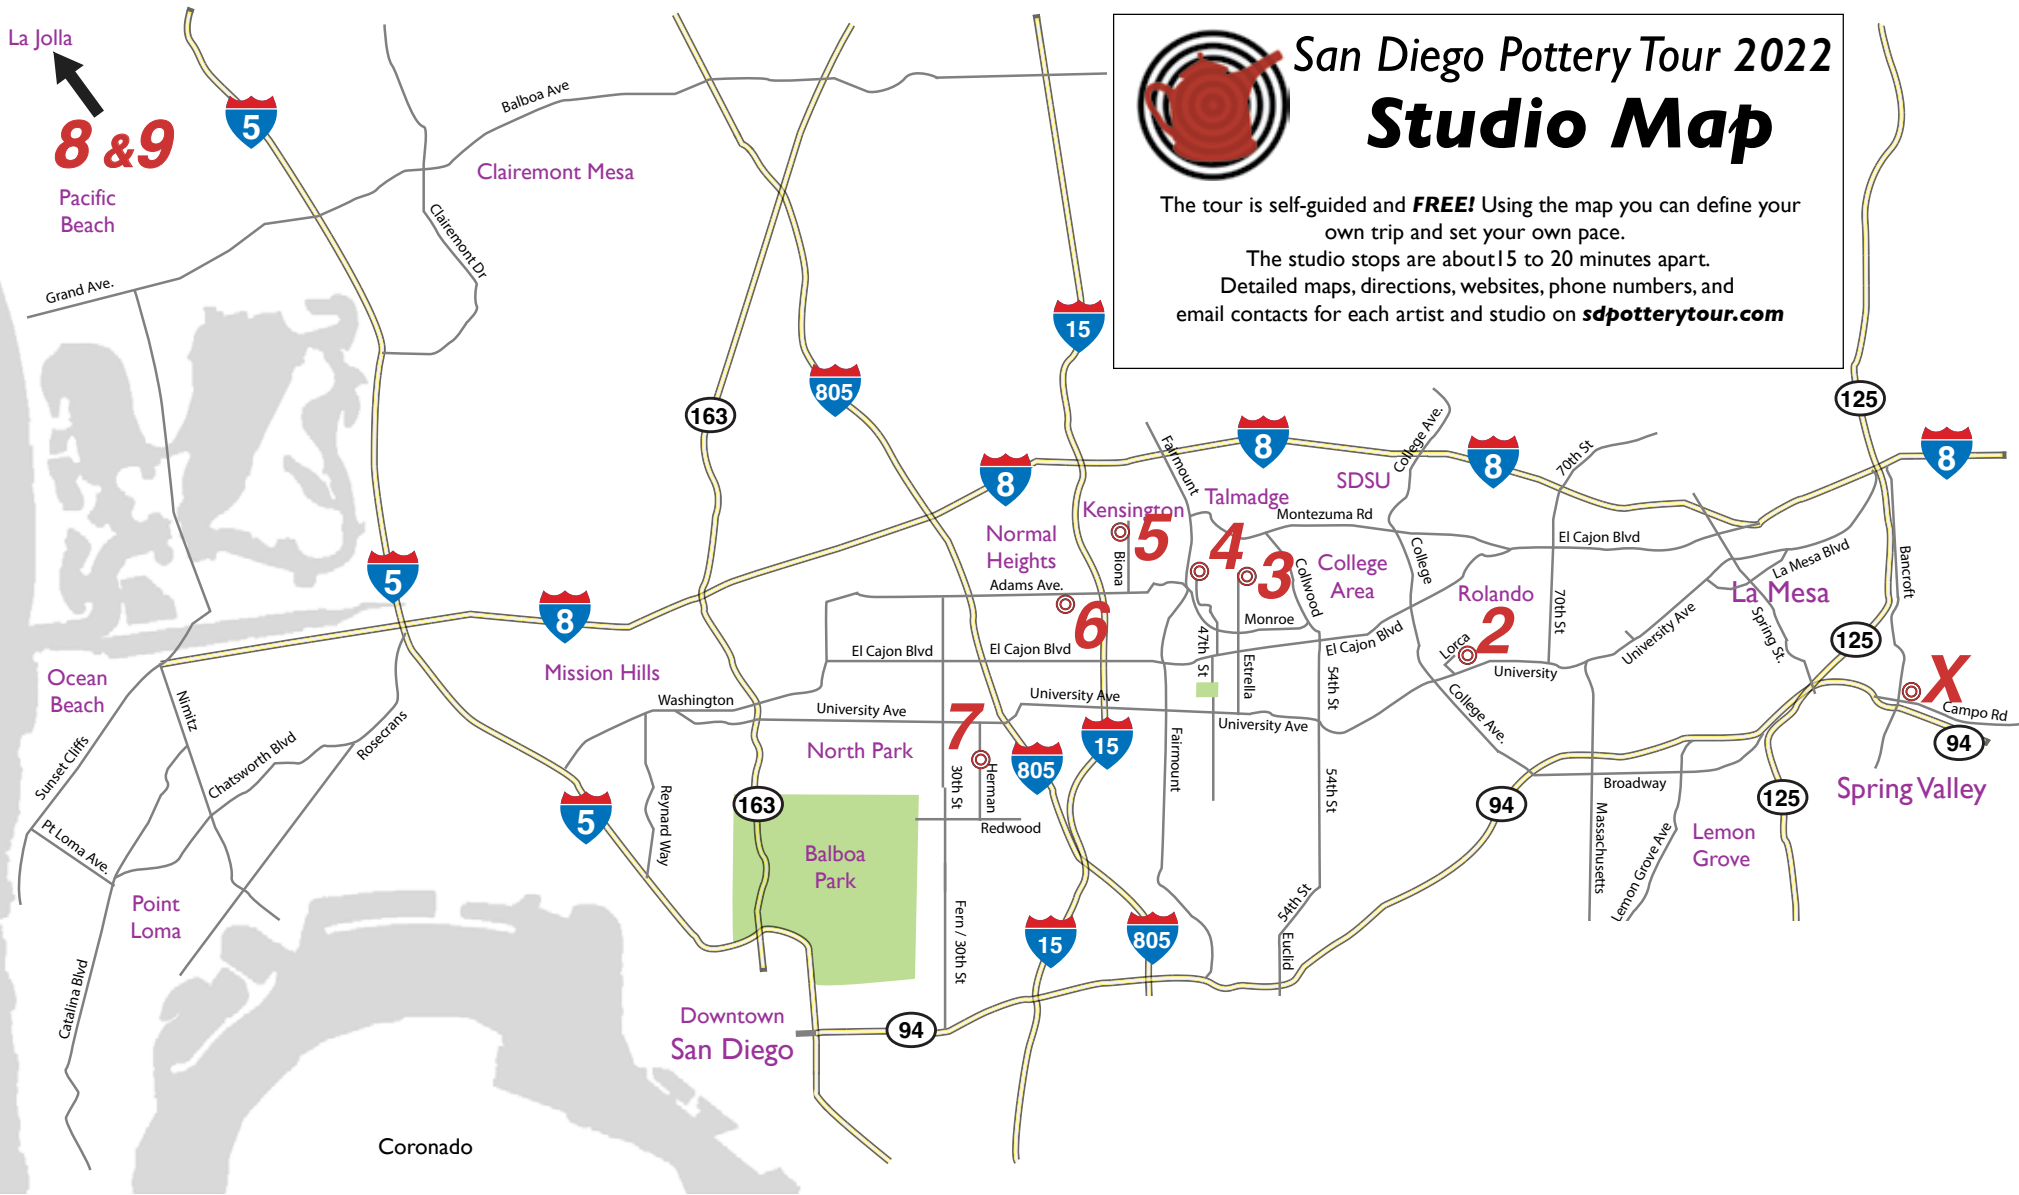 San Diego Pottery Tour 2022
Studio Map
The tour is self-guided and FREE! Using the map you can define your
own trip and set your own pace.
The studio stops are about15 to 20 minutes apart.
Detailed maps, directions, websites, phone numbers, and
email contacts for each artist and studio on sdpotterytour.com
La Jolla
8 &9
Pacific
Beach
5
Balboa Ave
Clairemont Mesa
Clairemont Dr
Grand Ave.
15
805
163
125
8
8
8
8
Fairmount
College Ave.
70th St
SDSU
Talmadge
Kensington
Montezuma Rd
Normal
Heights
5
4
3
Biona
Collwood
College
Area
College
El Cajon Blvd
La Mesa Blvd
Bancroft
5
8
Adams Ave.
6
Monroe
Rolando
2
70th St
La Mesa
University Ave
Spring St.
125
Lorca
El Cajon Blvd
El Cajon Blvd
El Cajon Blvd
47th St
Estrella
54th St
University
Mission Hills
Ocean
Beach
Nimitz
Washington
University Ave
University Ave
University Ave
College Ave.
X
Campo Rd
94
7
North Park
15
805
Fairmount
Sunset Cliffs
Chatsworth Blvd
Rosecrans
30th St
Herman
Redwood
54th St
Broadway
125
Spring Valley
5
Reynard Way
163
94
Massachusetts
Lemon Grove Ave
Lemon
Grove
Pt Loma Ave.
Balboa
Park
Point
Loma
54th St
Euclid
Fern / 30th St
15
805
Catalina Blvd
Downtown
San Diego
94
Coronado